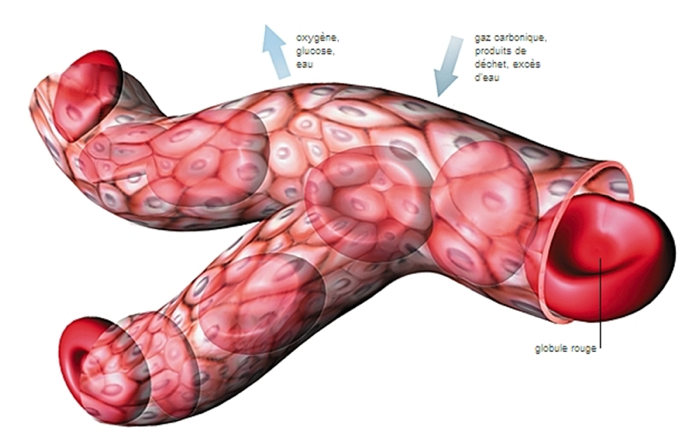 oxygène,
glucose,
eau
gaz carbonique,
produits de
déchet, excès
d'eau
globule rouge